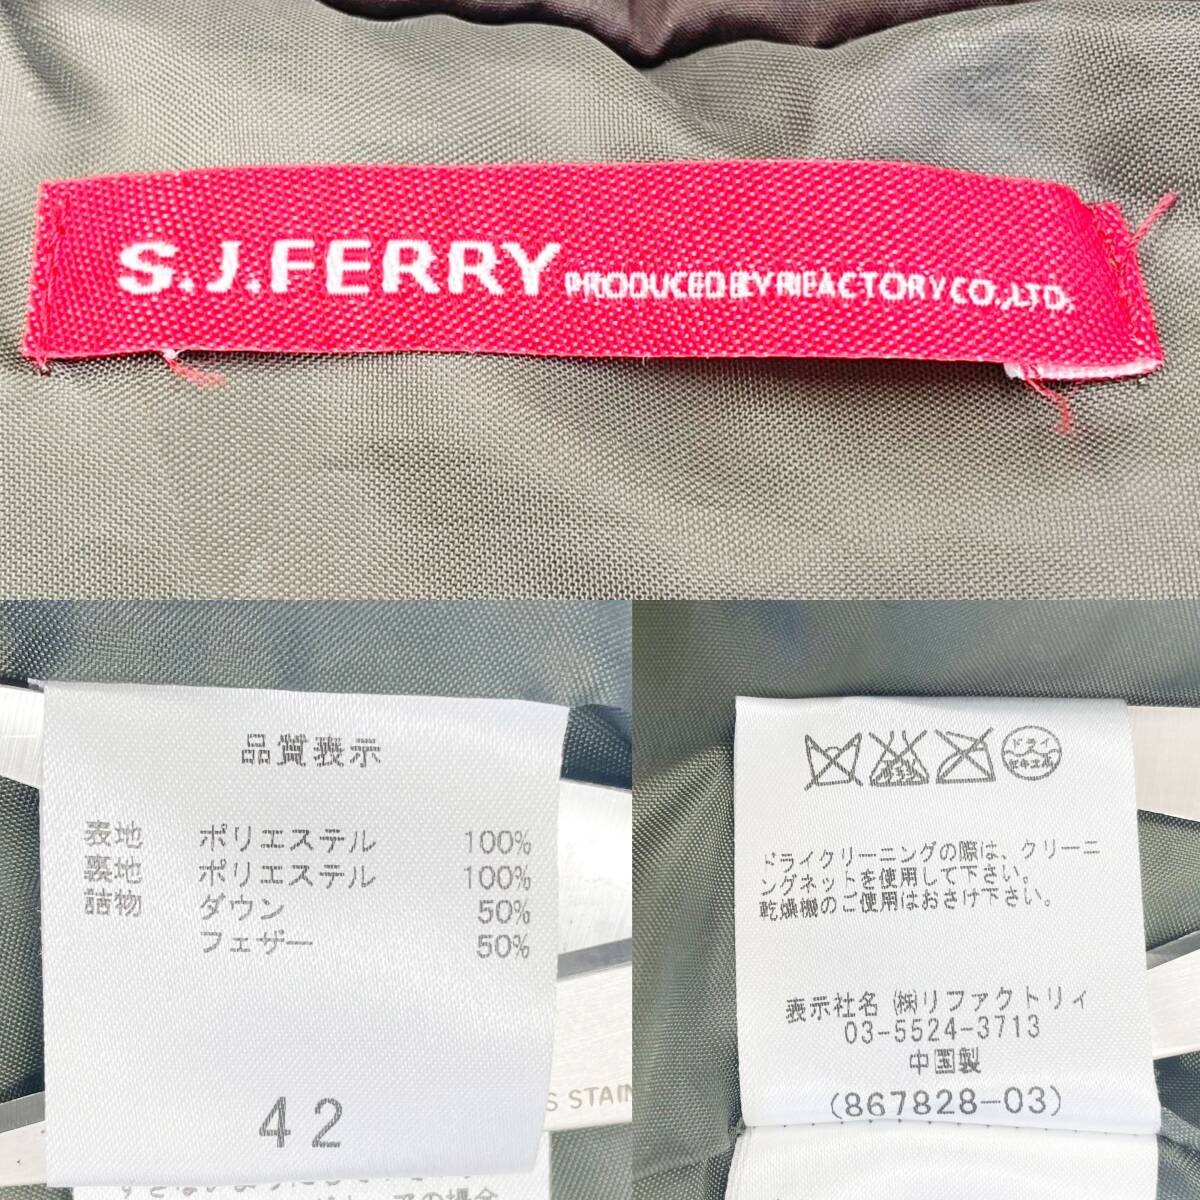 S.J.FERRY PRODUCED BY RIFACTORY CO.,LTD.
品質表示
表地 ポリエステル 100%
裏地 ポリエステル 100%
詰物 ダウン 50%
フェザー 50%
42
S STAIN
ドライ
セキユ系
ドライクリーニングの際は、クリーニ
ングネットを使用して下さい。
乾燥機のご使用はおさけ下さい。
表示社名 ㈱リファクトリィ
03-5524-3713
中国製
(867828-03)